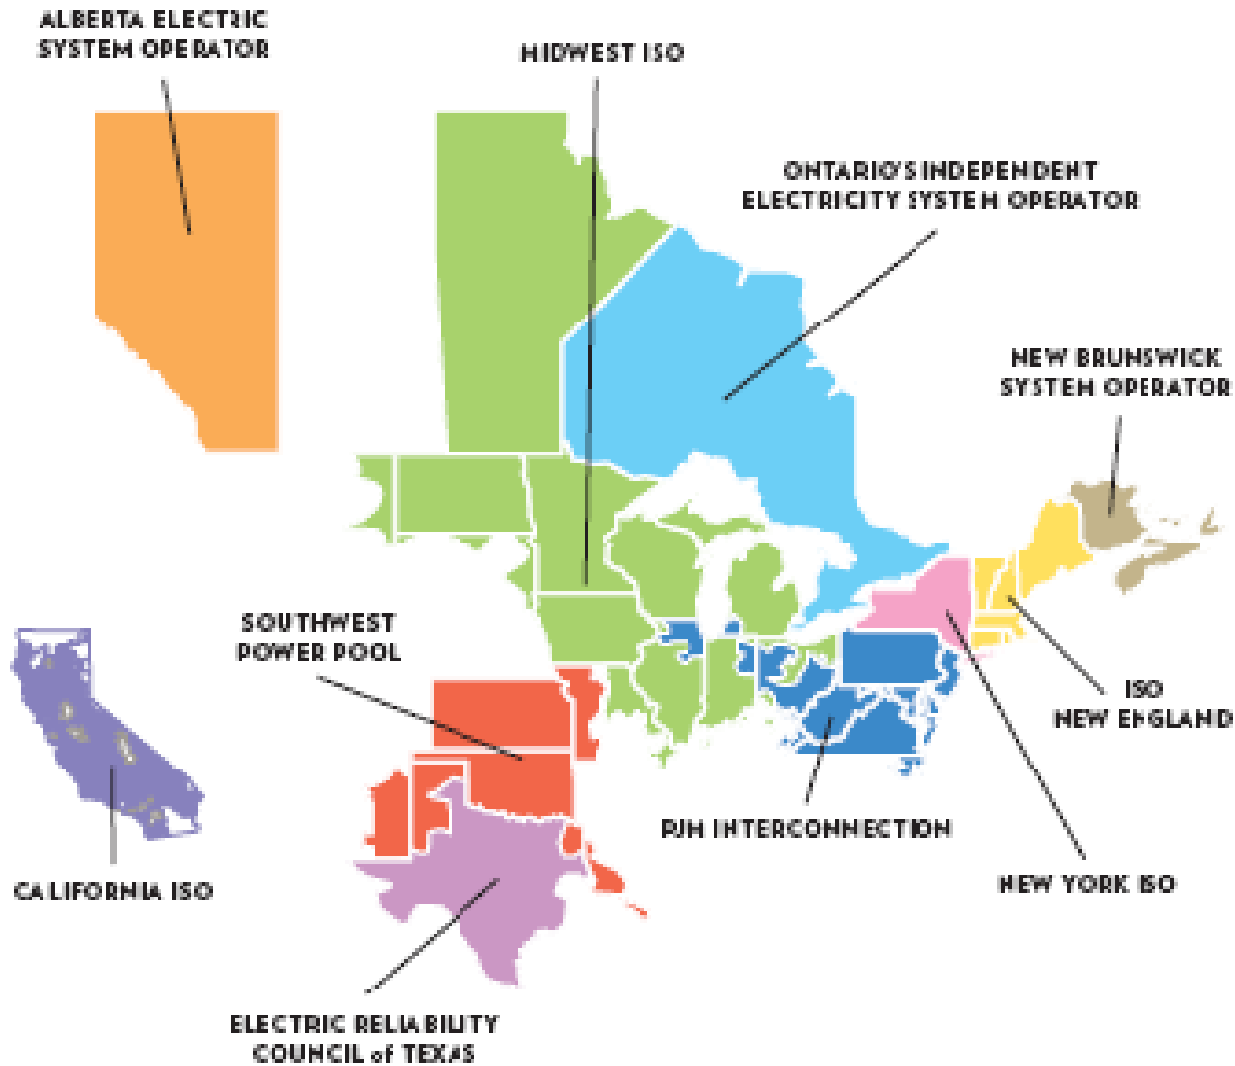 ALBERTA ELECTRIC
SYSTEM OPERATOR
MIDWEST ISO
ONTARIO'S INDEPENDENT
ELECTRICITY SYSTEM OPERATOR
NEW BRUNSWICK
SYSTEM OPERATOR
SOUTHWEST
POWER POOL
ISO
NEW ENGLAND
PJM INTERCONNECTION
CALIFORNIA ISO
NEW YORK ISO
ELECTRIC RELIABILITY
COUNCIL of TEXAS